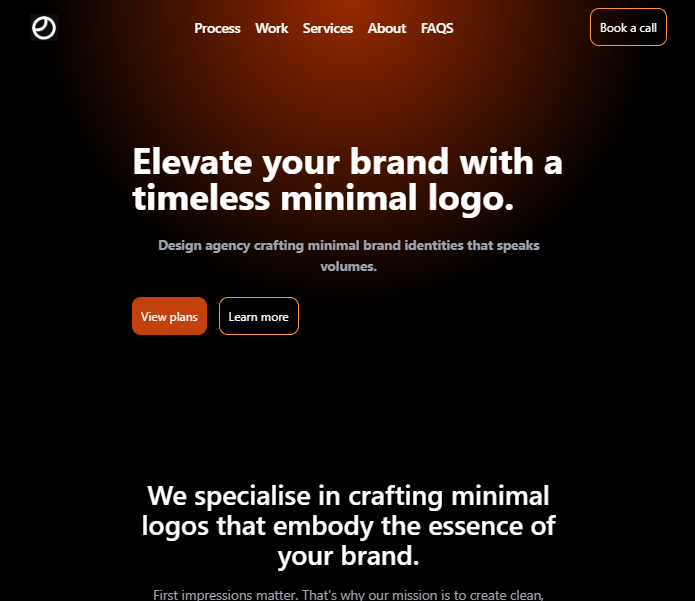 Process Work Services About FAQS Book a call
Elevate your brand with a
timeless minimal logo.
Design agency crafting minimal brand identities that speaks
volumes.
View plans Learn more
We specialise in crafting minimal
logos that embody the essence of
your brand.
First impressions matter. That's why our mission is to create clean,